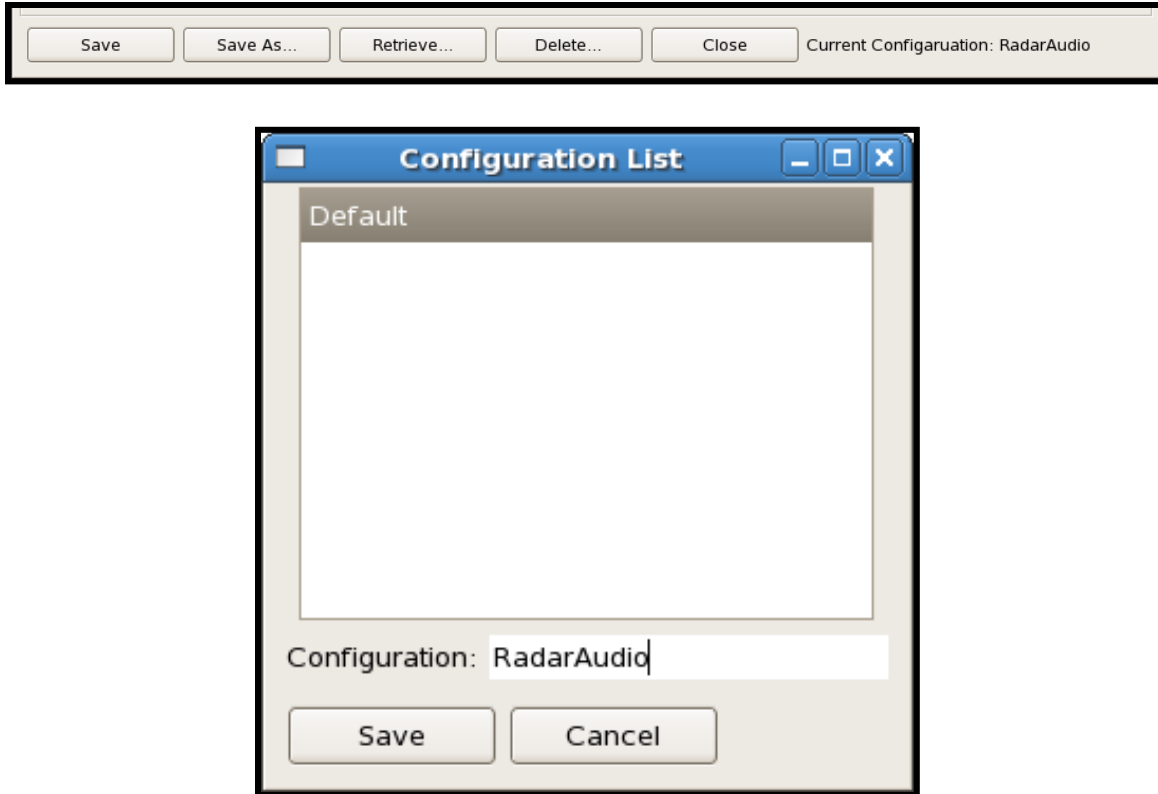 Save Save As... Retrieve... Delete... Close Current Configaruation: RadarAudio
Configuration List
Default
Configuration: RadarAudio
Save Cancel